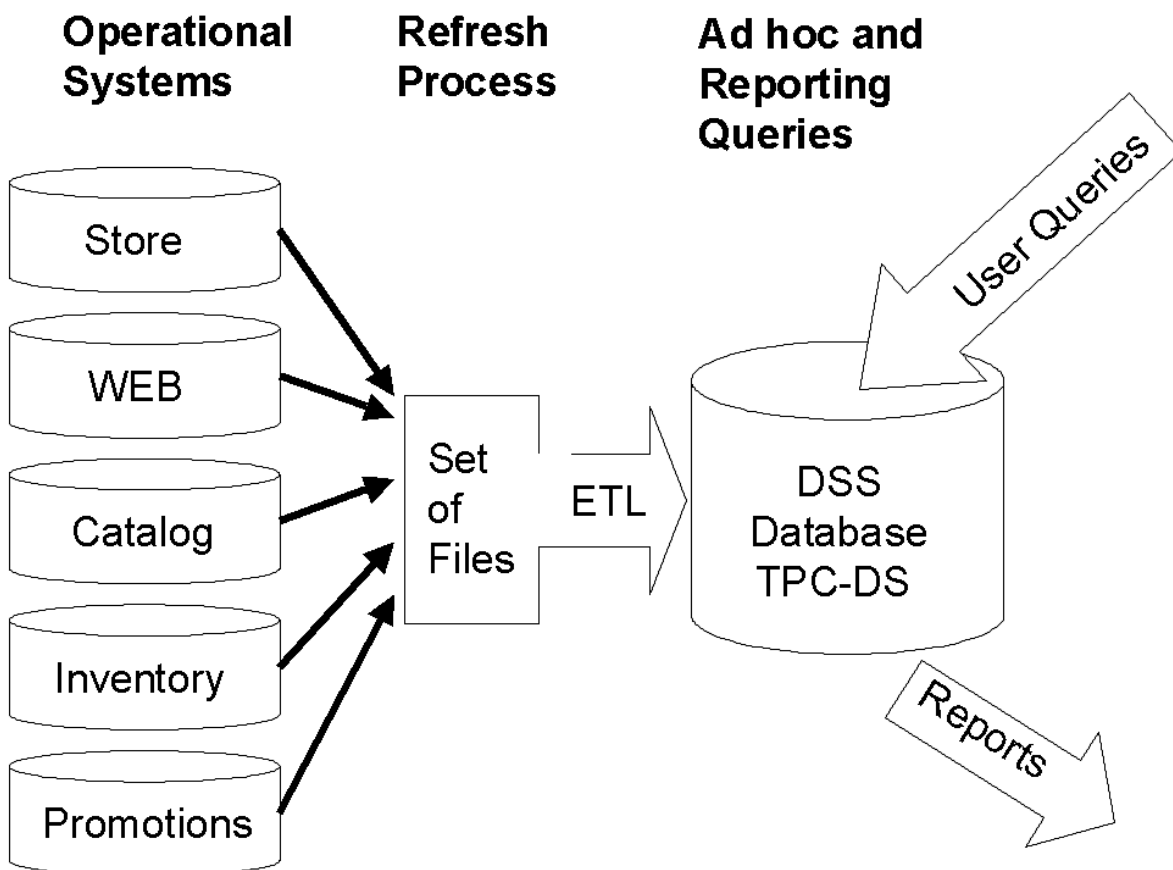 Operational
Systems
Refresh
Process
Ad hoc and
Reporting
Queries
Store
WEB
Catalog
Inventory
Promotions
Set
of
Files
ETL
User Queries
DSS
Database
TPC-DS
Reports